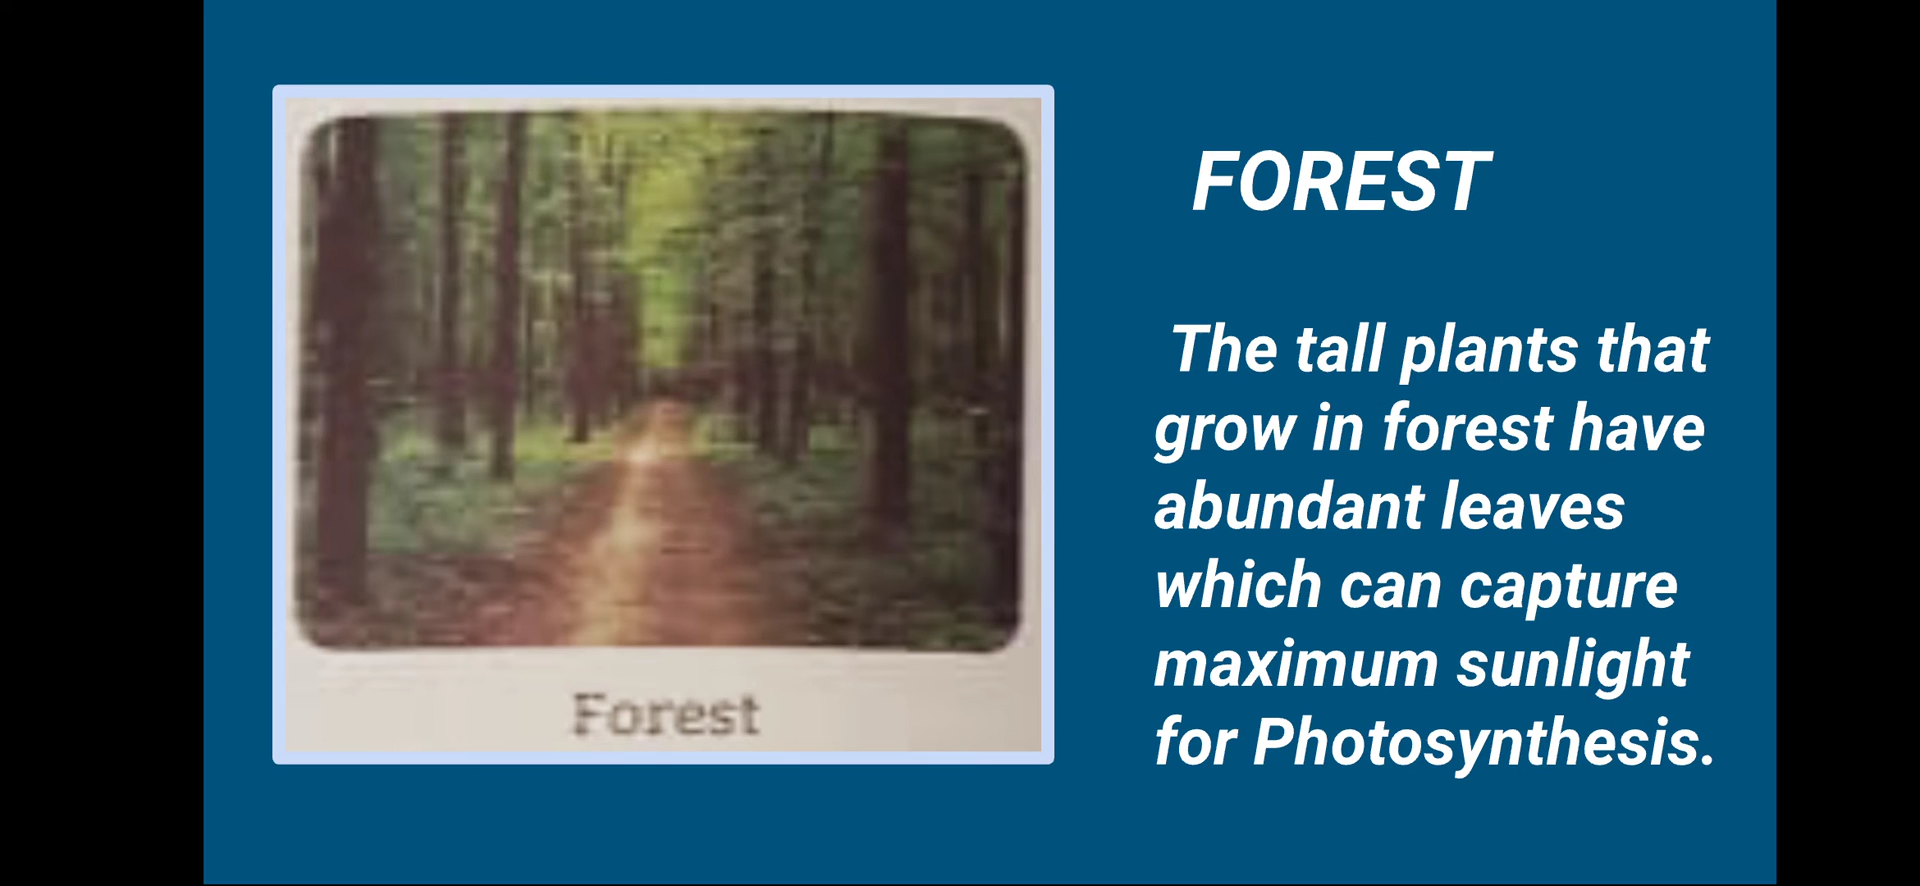 FOREST
The tall plants that
grow in forest have
abundant leaves
which can capture
maximum sunlight
for Photosynthesis.
Forest